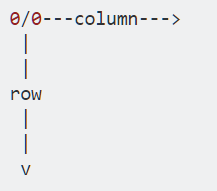 0/0---column--->
|
|
row
|
|
v